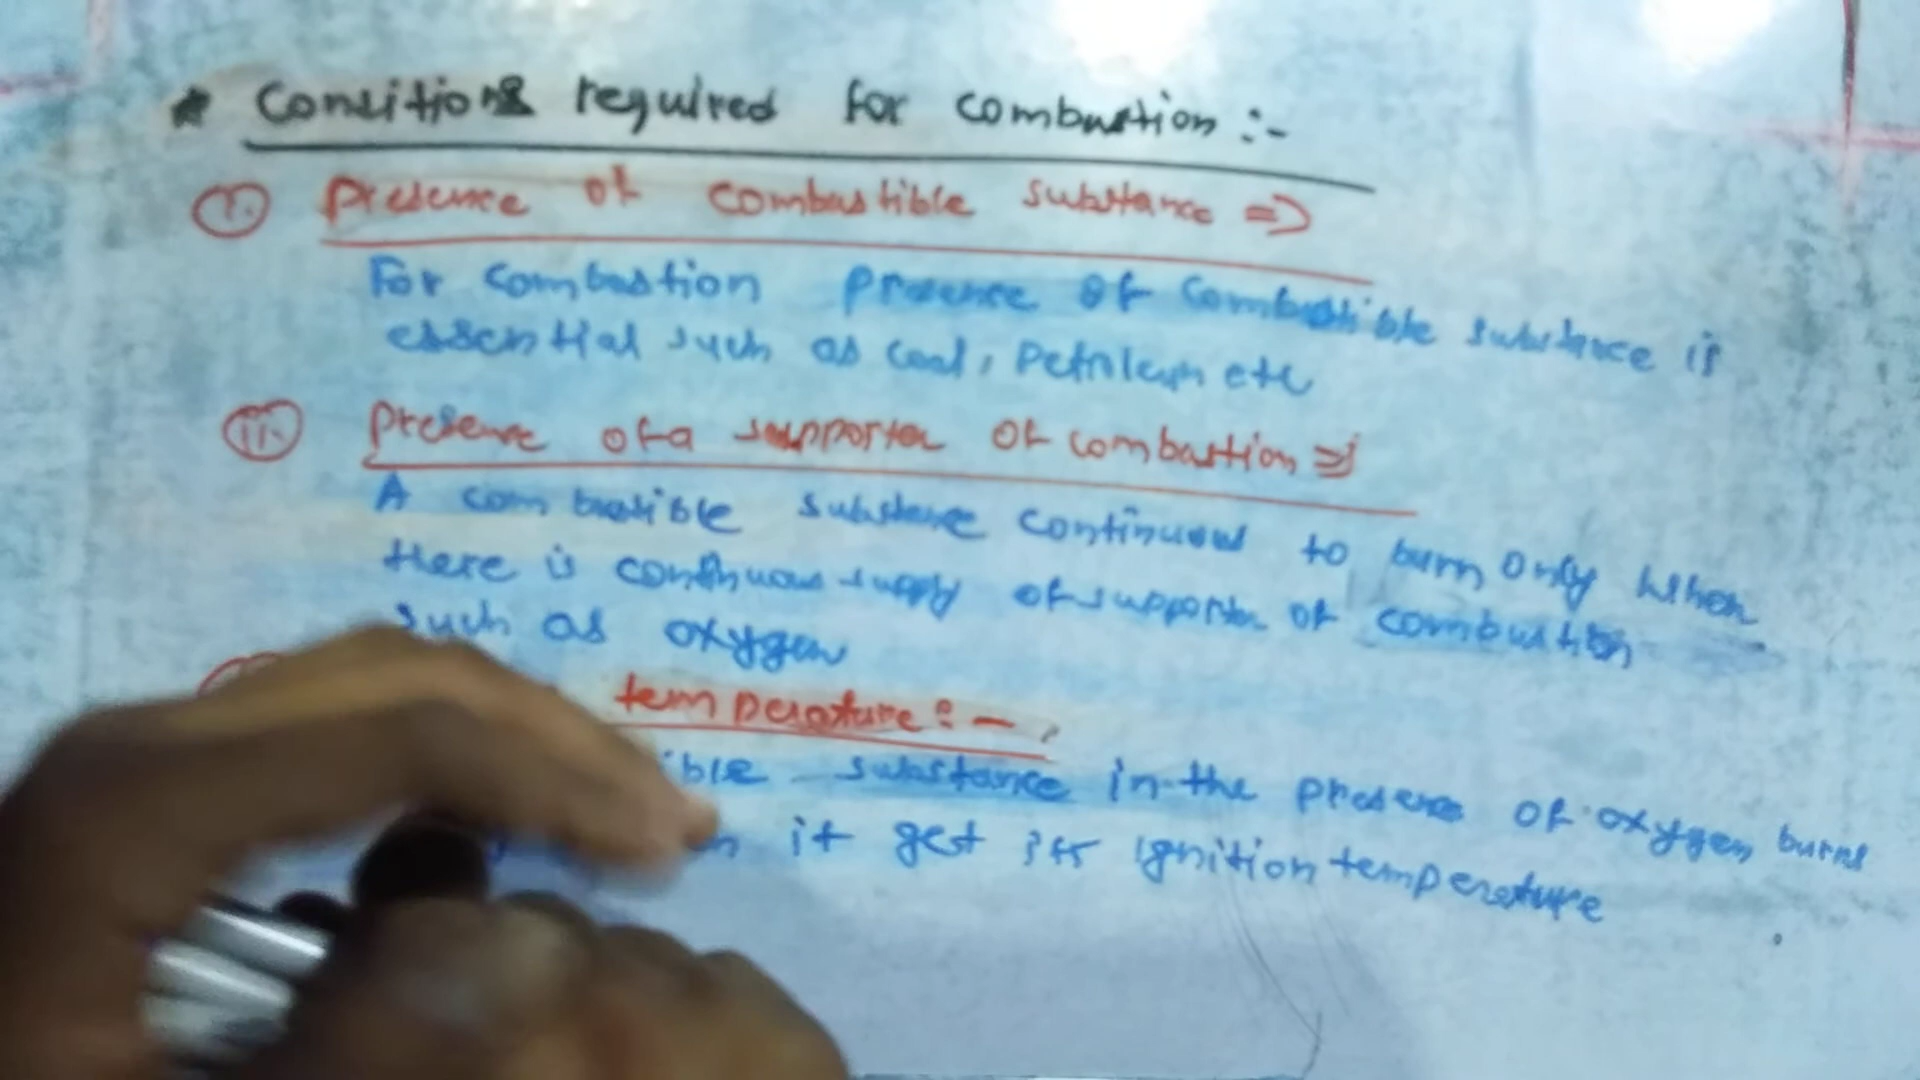 * Conditions required for combustion :-
(i.) Presence of combustible substance =>
For combustion presence of combustible substance is
essential such as coal, petroleum etc
(ii.) Presence of a supporter of combustion =>
A combustible substance continues to burn only when
there is continuous supply of supporter of combustion
such as oxygen
temperature : -
substance in the presence of oxygen burns
it get its ignition temperature